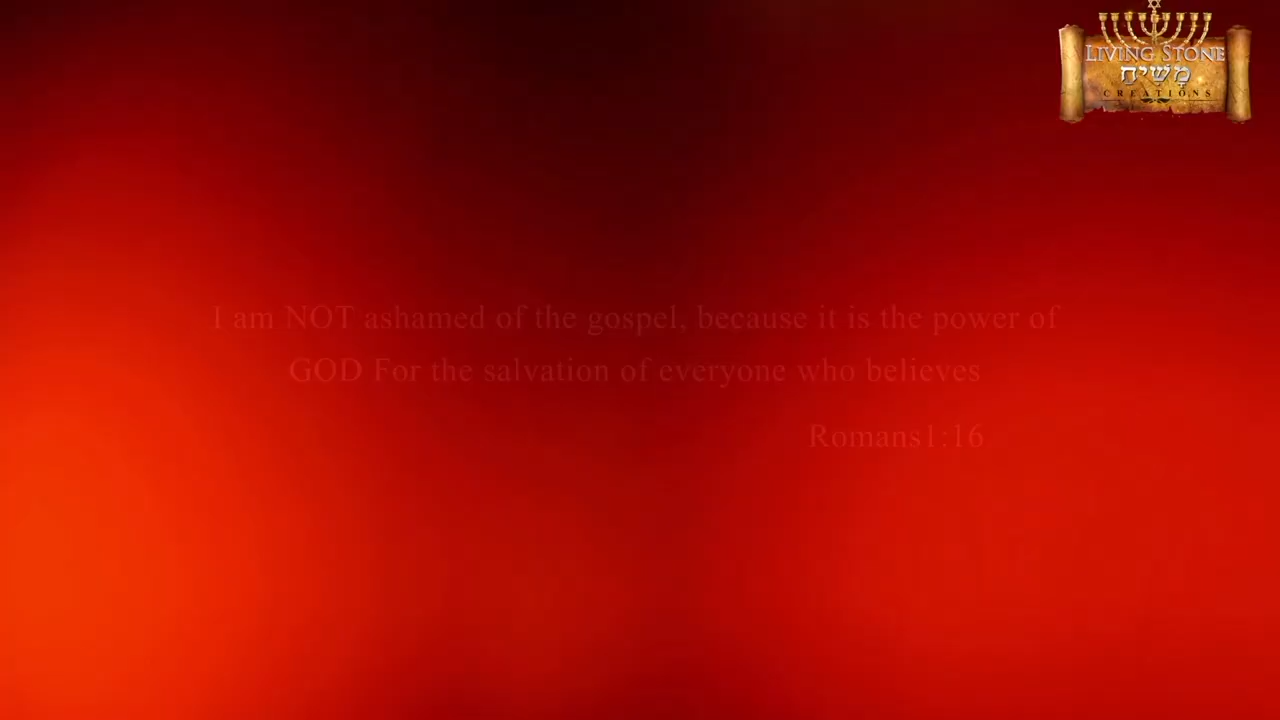 LIVING STONE
מָשִׁיחַ
CREATIONS
I am NOT ashamed of the gospel, because it is the power of
GOD For the salvation of everyone who believes
Romans1:16